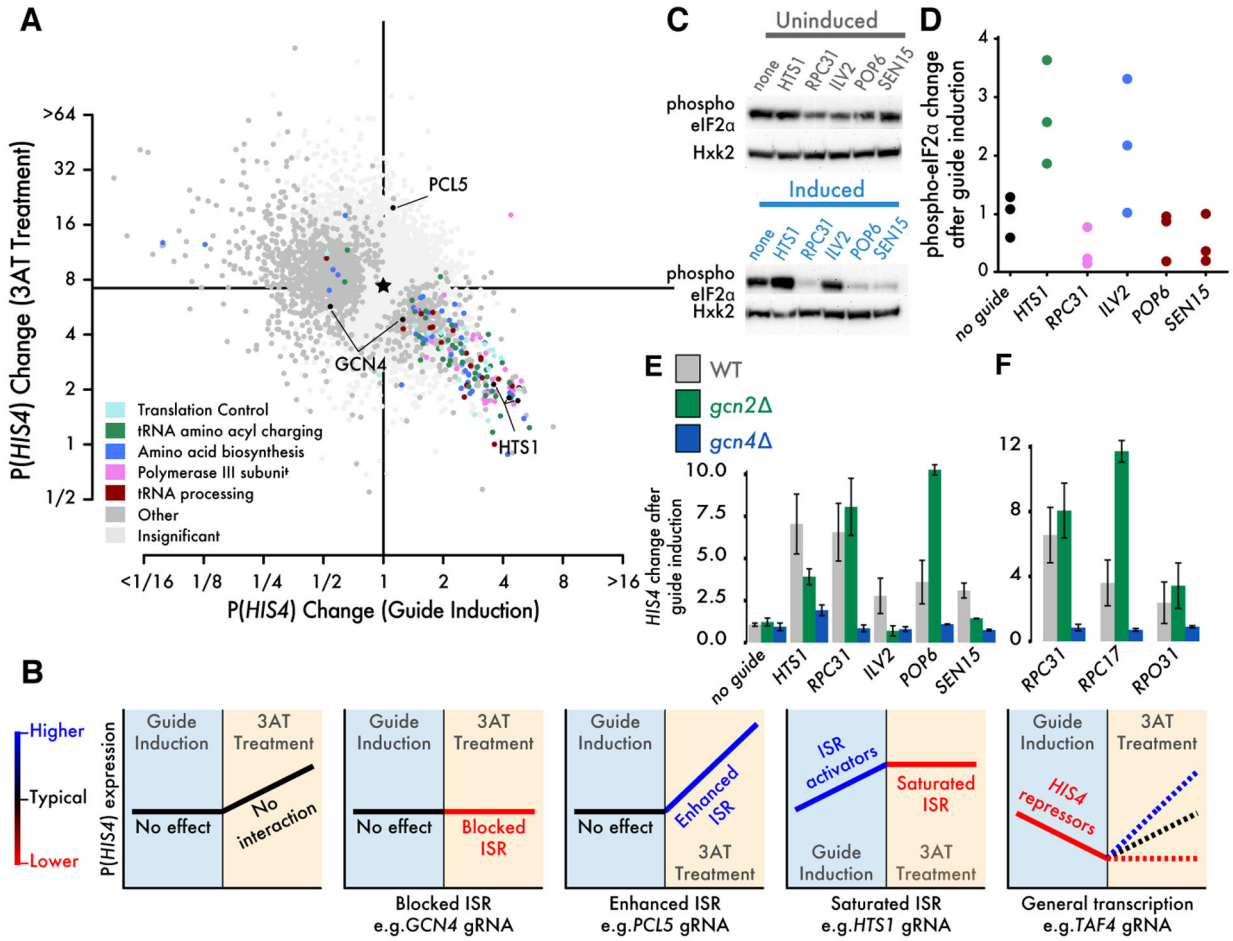 A
P(HIS4) Change (3AT Treatment)
>64
32
16
8
4
2
1
1/2
PCL5
GCN4
HTS1
Translation Control
tRNA amino acyl charging
Amino acid biosynthesis
Polymerase III subunit
tRNA processing
Other
Insignificant
<1/16
1/8
1/4
1/2
1
2
4
8
>16
P(HIS4) Change (Guide Induction)
C
Uninduced
none
HTS1
RPC31
ILV2
POP6
SEN15
phospho
eIF2α
Hxk2
Induced
none
HTS1
RPC31
ILV2
POP6
SEN15
phospho
eIF2α
Hxk2
D
phospho-eIF2α change
after guide induction
4
3
2
1
0
no guide
HTS1
RPC31
ILV2
POP6
SEN15
E
WT
gcn2Δ
gcn4Δ
HIS4 change after
guide induction
10.0
7.5
5.0
2.5
0.0
no guide
HTS1
RPC31
ILV2
POP6
SEN15
F
12
8
4
0
RPC31
RPC17
RPO31
B
Higher
Typical
Lower
P(HIS4) expression
Guide
Induction
3AT
Treatment
No effect
No
interaction
Guide
Induction
3AT
Treatment
No effect
Blocked
ISR
Blocked ISR
e.g.GCN4 gRNA
Guide
Induction
No effect
Enhanced
ISR
3AT
Treatment
Enhanced ISR
e.g.PCL5 gRNA
ISR
activators
Saturated
ISR
Guide
Induction
3AT
Treatment
Saturated ISR
e.g.HTS1 gRNA
Guide
Induction
3AT
Treatment
HIS4
repressors
General transcription
e.g.TAF4 gRNA